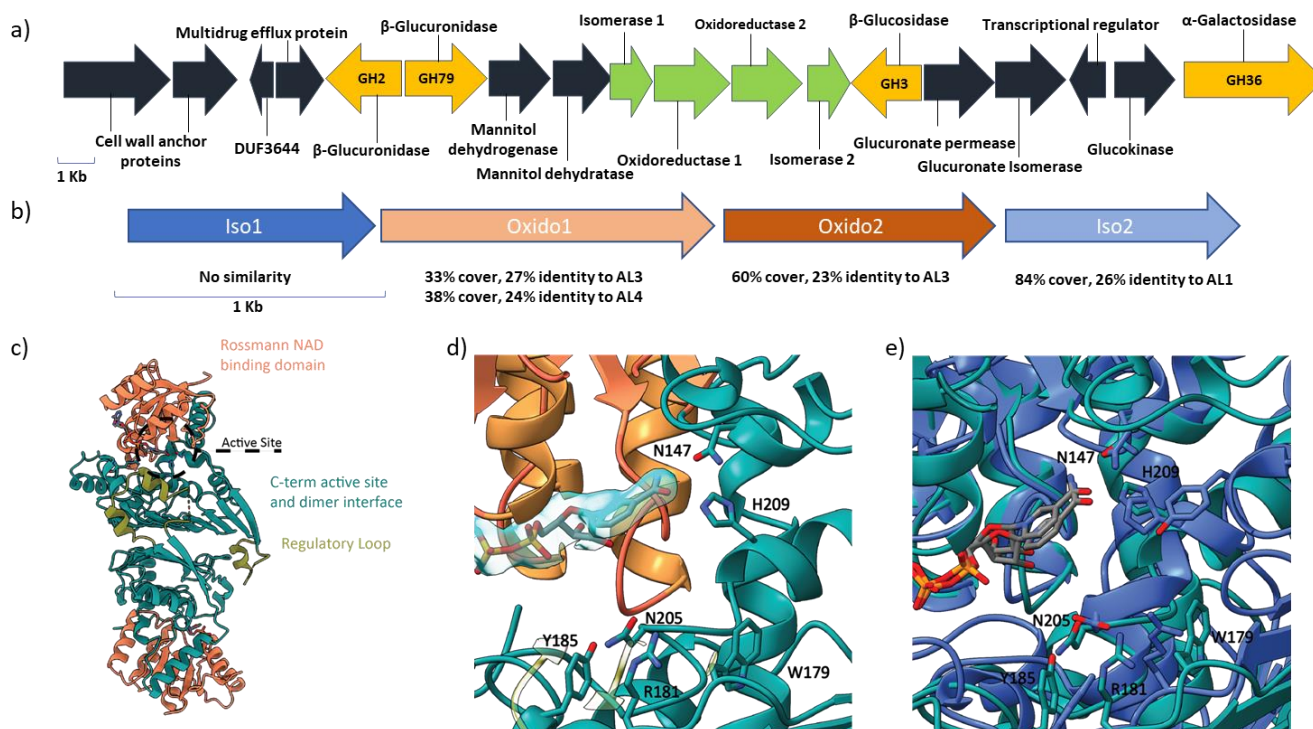 a)
Multidrug efflux protein
β-Glucuronidase
Isomerase 1
Oxidoreductase 2
β-Glucosidase
Transcriptional regulator
α-Galactosidase
GH2
GH79
GH3
GH36
Cell wall anchor
proteins
DUF3644
β-Glucuronidase
Mannitol
dehydrogenase
Mannitol dehydratase
Oxidoreductase 1
Isomerase 2
Glucuronate permease
Glucuronate Isomerase
Glucokinase
1 Kb
b)
Iso1
Oxido1
Oxido2
Iso2
No similarity
33% cover, 27% identity to AL3
38% cover, 24% identity to AL4
60% cover, 23% identity to AL3
84% cover, 26% identity to AL1
1 Kb
c)
Rossmann NAD
binding domain
Active Site
C-term active site
and dimer interface
Regulatory Loop
d)
N147
H209
N205
Y185
R181
W179
e)
N147
H209
N205
Y185
R181
W179